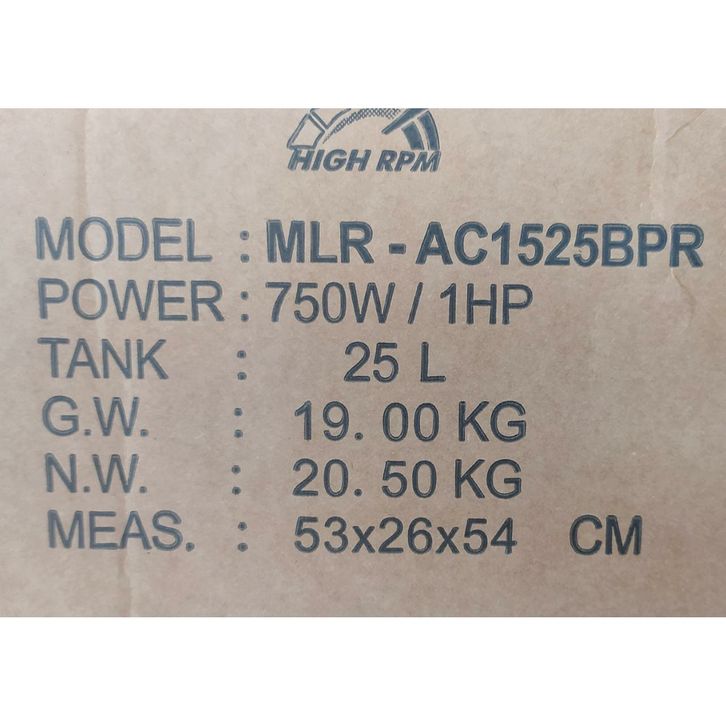 HIGH RPM
MODEL : MLR - AC1525BPR
POWER : 750W / 1HP
TANK : 25 L
G.W. : 19. 00 KG
N.W. : 20. 50 KG
MEAS. : 53x26x54 CM